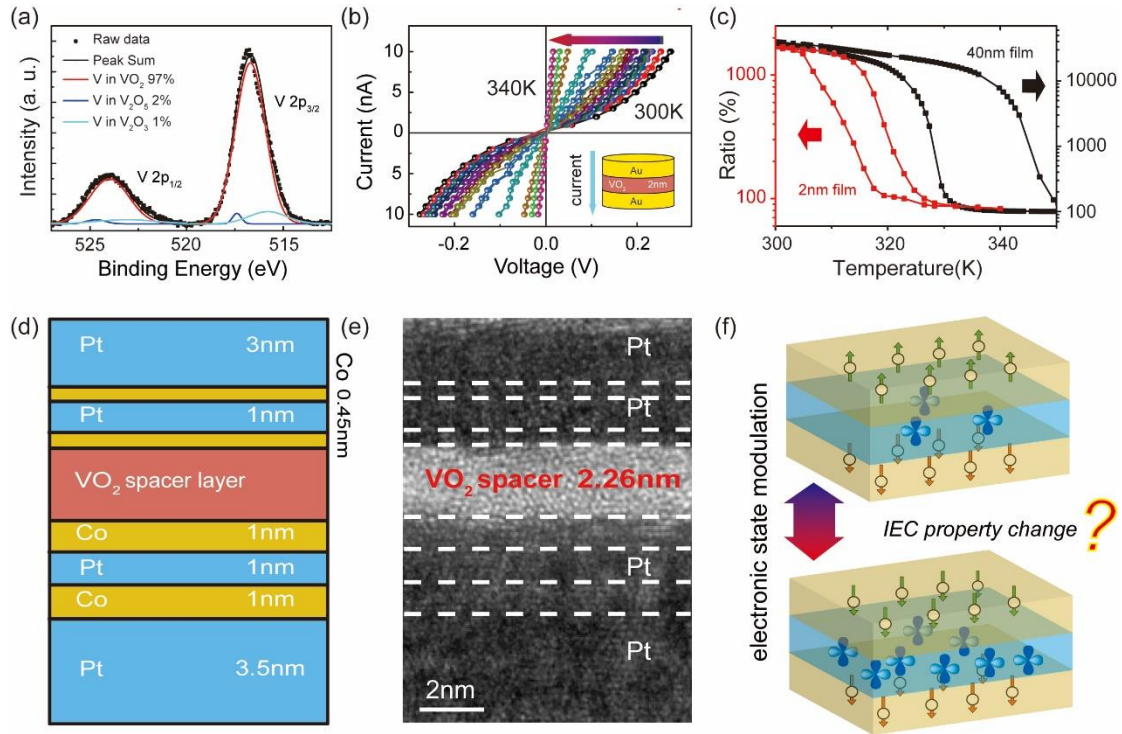 (a)
Raw data
Peak Sum
V in VO₂ 97%
V in V₂O₅ 2%
V in V₂O₃ 1%
V 2p₃/₂
V 2p₁/₂
Intensity (a. u.)
525 520 515
Binding Energy (eV)
(b)
10
5
0
5
10
Current (nA)
340K
300K
current
Au
VO₂ 2nm
Au
-0.2 0.0 0.2
Voltage (V)
(c)
1000
100
Ratio (%)
40nm film
2nm film
10000
1000
100
300 320 340
Temperature(K)
(d)
Pt 3nm
Co 0.45nm
Pt 1nm
VO₂ spacer layer
Co 1nm
Pt 1nm
Co 1nm
Pt 3.5nm
(e)
Pt
Pt
VO₂ spacer 2.26nm
Pt
Pt
2nm
(f)
electronic state modulation
IEC property change ?